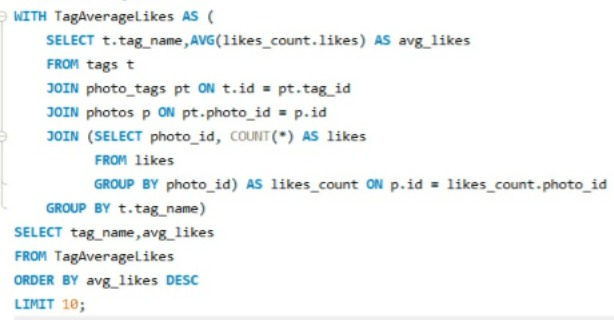 WITH TagAverageLikes AS (
SELECT t.tag_name,AVG(likes_count.likes) AS avg_likes
FROM tags t
JOIN photo_tags pt ON t.id = pt.tag_id
JOIN photos p ON pt.photo_id = p.id
JOIN (SELECT photo_id, COUNT(*) AS likes
FROM likes
GROUP BY photo_id) AS likes_count ON p.id = likes_count.photo_id
GROUP BY t.tag_name)
SELECT tag_name,avg_likes
FROM TagAverageLikes
ORDER BY avg_likes DESC
LIMIT 10;